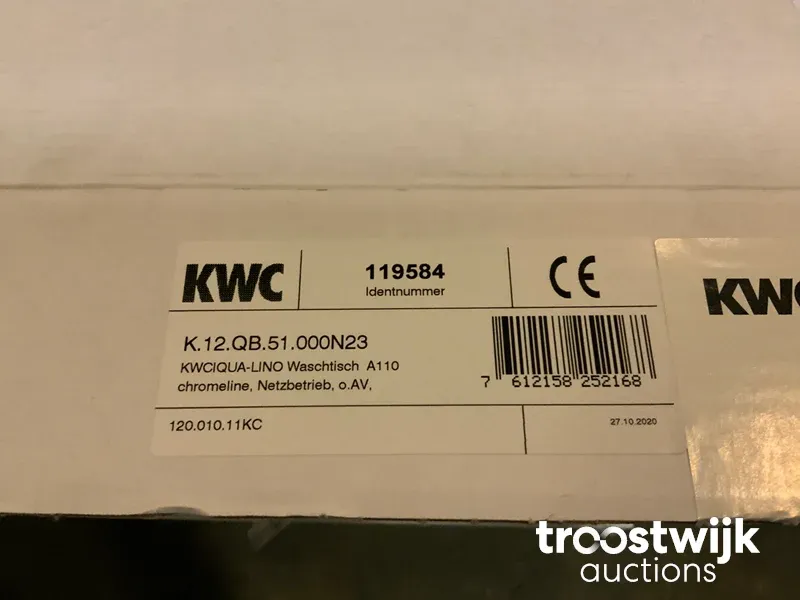 KWC
119584
Identnummer
CE
KW
K.12.QB.51.000N23
KWCIQUA-LINO Waschtisch A110
chromeline, Netzbetrieb, o.AV,
7 612158 252168
120.010.11KC
27.10.2020
troostwijk
auctions